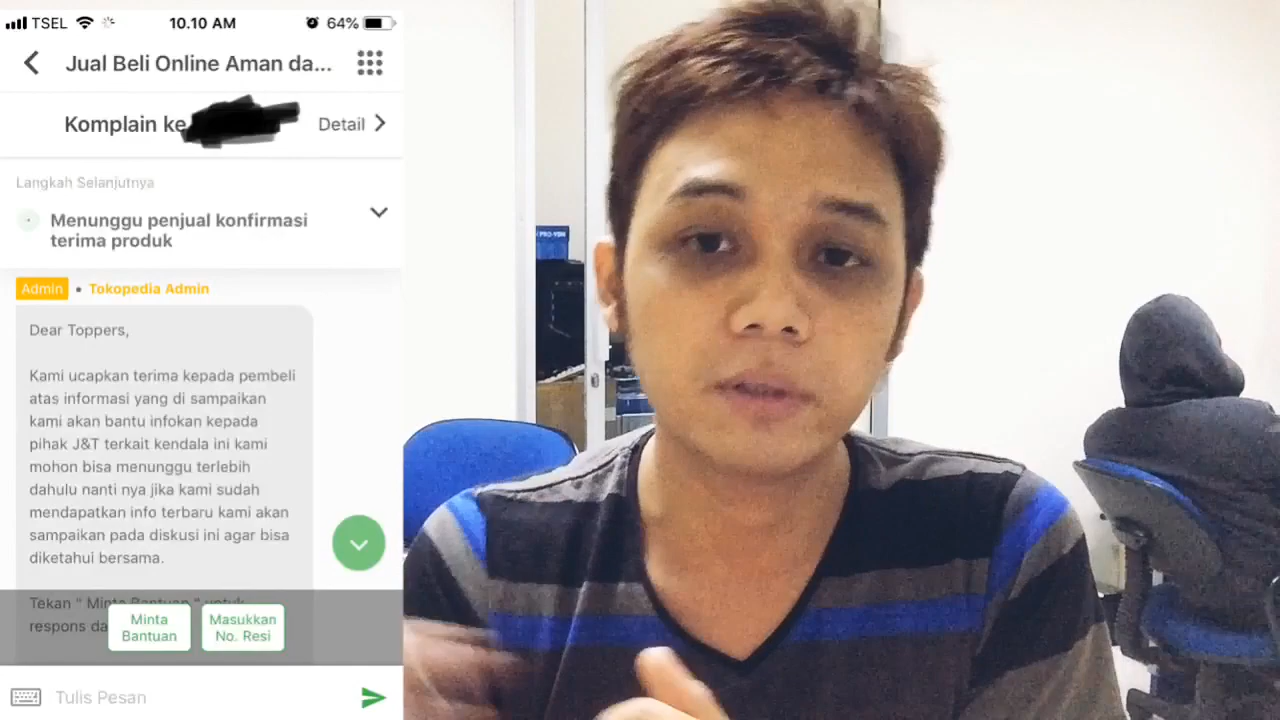 TSEL
10.10 AM
64%
Jual Beli Online Aman da...
Komplain ke
Detail
Langkah Selanjutnya
Menunggu penjual konfirmasi
terima produk
Admin • Tokopedia Admin
Dear Toppers,
Kami ucapkan terima kepada pembeli
atas informasi yang di sampaikan
kami akan bantu infokan kepada
pihak J&T terkait kendala ini kami
mohon bisa menunggu terlebih
dahulu nanti nya jika kami sudah
mendapatkan info terbaru kami akan
sampaikan pada diskusi ini agar bisa
diketahui bersama.
Tekan " Minta Bantuan " untuk
respons da
Minta
Bantuan
Masukkan
No. Resi
Tulis Pesan